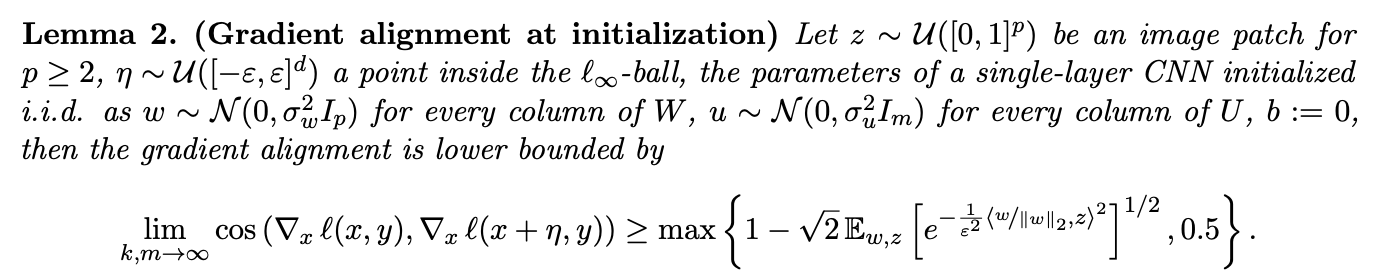 Lemma 2. (Gradient alignment at initialization) Let z ∼ 𝒰([0, 1]^p) be an image patch for
p ≥ 2, η ∼ 𝒰([−ε, ε]^d) a point inside the ℓ_∞-ball, the parameters of a single-layer CNN initialized
i.i.d. as w ∼ 𝒩(0, σ_w^2 I_p) for every column of W, u ∼ 𝒩(0, σ_u^2 I_m) for every column of U, b := 0,
then the gradient alignment is lower bounded by
lim_{k,m→∞} cos (∇_x ℓ(x, y), ∇_x ℓ(x + η, y)) ≥ max {1 − √2 𝔼_{w,z} [e^{−\frac{1}{ε^2}⟨w/∥w∥_2, z⟩^2}]^{1/2}, 0.5}.